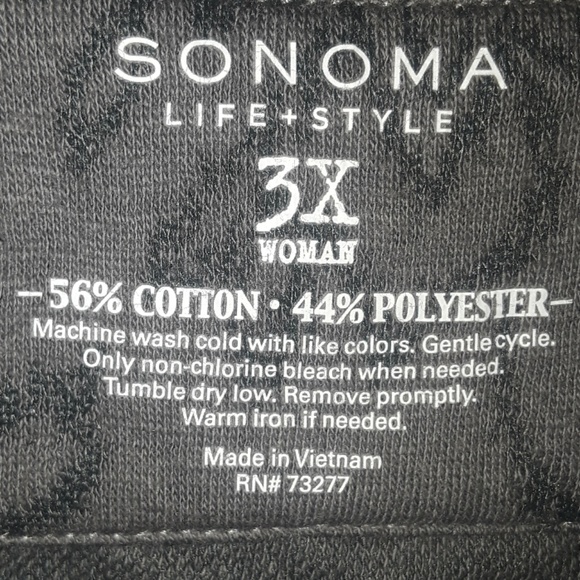 SONOMA
LIFE+STYLE
3X
WOMAN
—56% COTTON • 44% POLYESTER—
Machine wash cold with like colors. Gentle cycle.
Only non-chlorine bleach when needed.
Tumble dry low. Remove promptly.
Warm iron if needed.
Made in Vietnam
RN# 73277